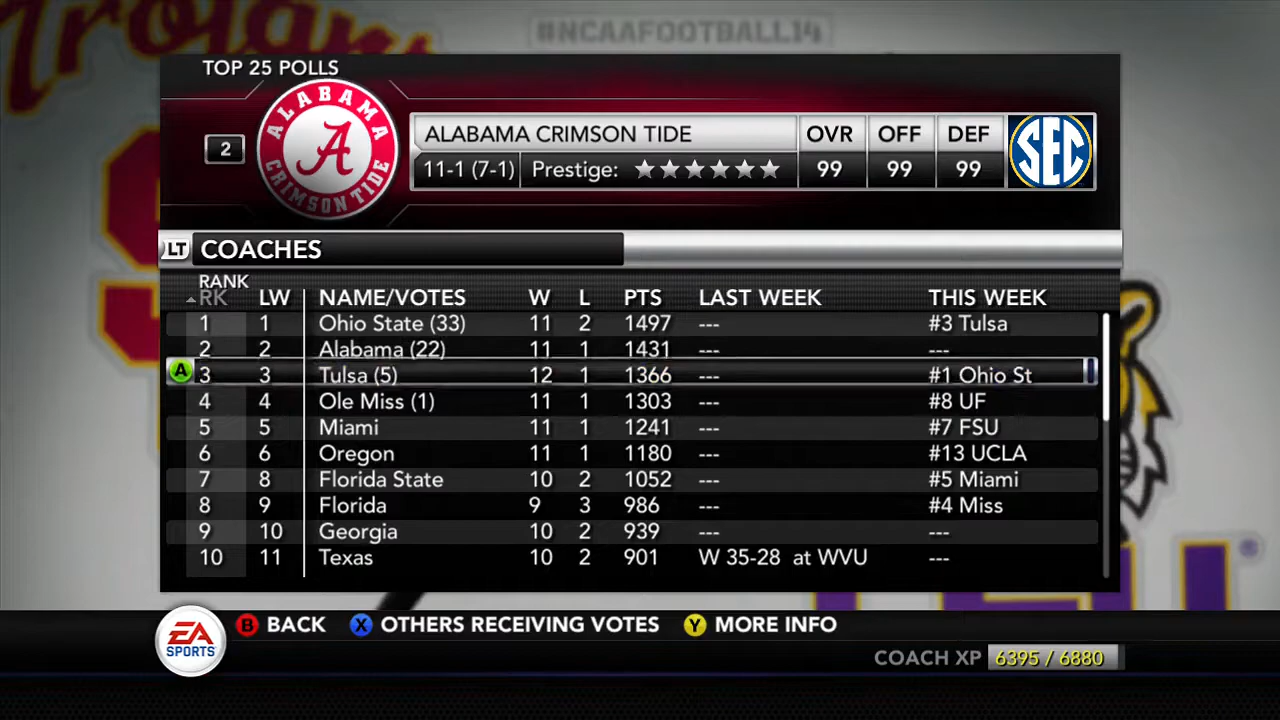 Trojans
#NCAAFOOTBALL14
TOP 25 POLLS
2
ALABAMA
A
CRIMSON TIDE
ALABAMA CRIMSON TIDE OVR OFF DEF
SEC
11-1 (7-1) Prestige: 99 99 99
LT COACHES
RANK
RK LW NAME/VOTES W L PTS LAST WEEK THIS WEEK
1 1 Ohio State (33) 11 2 1497 --- #3 Tulsa
2 2 Alabama (22) 11 1 1431 --- ---
A 3 3 Tulsa (5) 12 1 1366 --- #1 Ohio St
4 4 Ole Miss (1) 11 1 1303 --- #8 UF
5 5 Miami 11 1 1241 --- #7 FSU
6 6 Oregon 11 1 1180 --- #13 UCLA
7 8 Florida State 10 2 1052 --- #5 Miami
8 9 Florida 9 3 986 --- #4 Miss
9 10 Georgia 10 2 939 --- ---
10 11 Texas 10 2 901 W 35-28 at WVU ---
EA SPORTS
B BACK X OTHERS RECEIVING VOTES Y MORE INFO
COACH XP 6395 / 6880